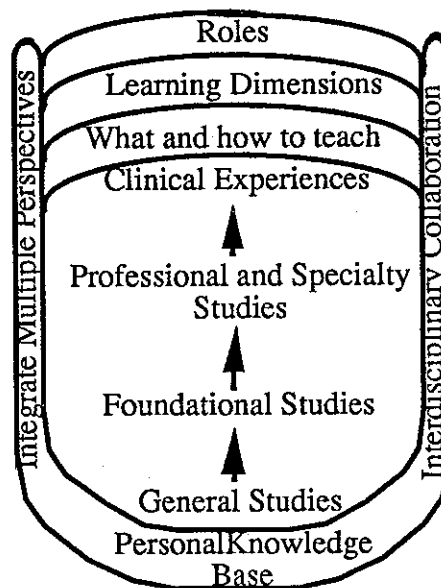 Roles
Learning Dimensions
What and how to teach
Clinical Experiences
Professional and Specialty
Studies
Foundational Studies
General Studies
PersonalKnowledge
Base
Integrate Multiple Perspectives
Interdisciplinary Collaboration